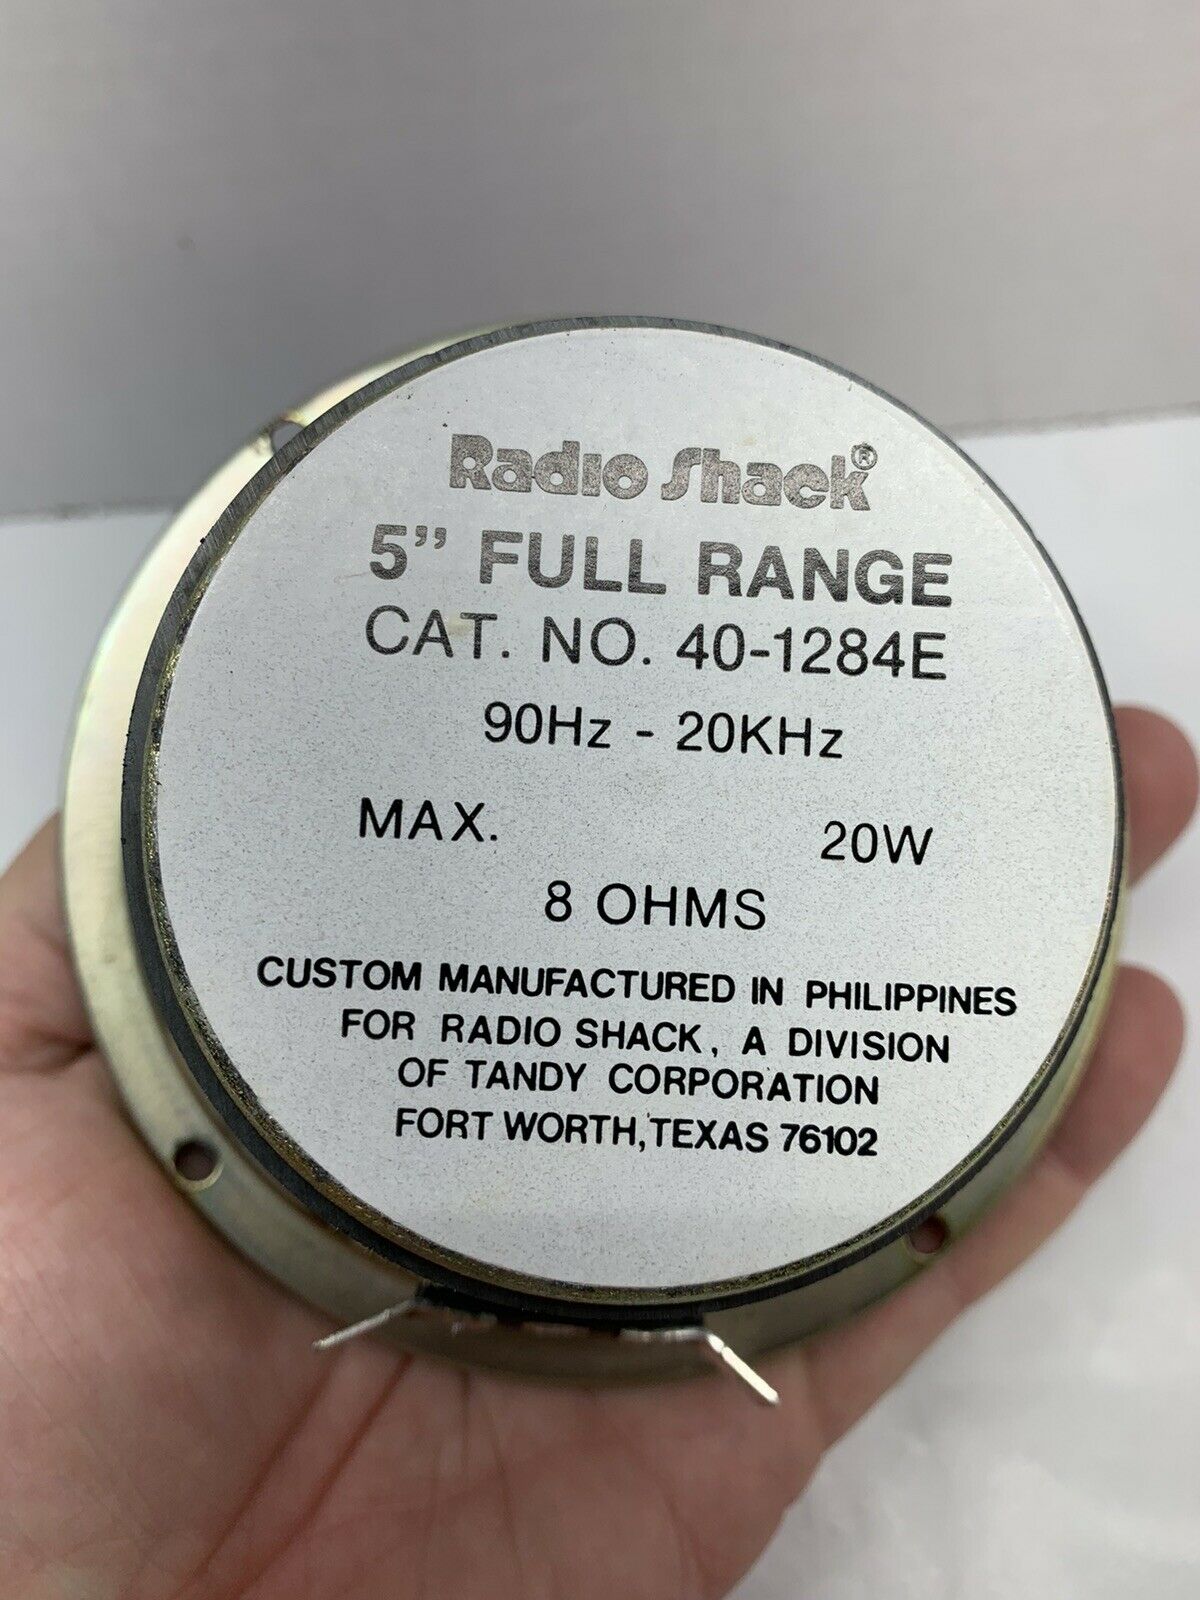 Radio Shack®
5” FULL RANGE
CAT. NO. 40-1284E
90Hz - 20KHz
MAX. 20W
8 OHMS
CUSTOM MANUFACTURED IN PHILIPPINES
FOR RADIO SHACK, A DIVISION
OF TANDY CORPORATION
FORT WORTH, TEXAS 76102